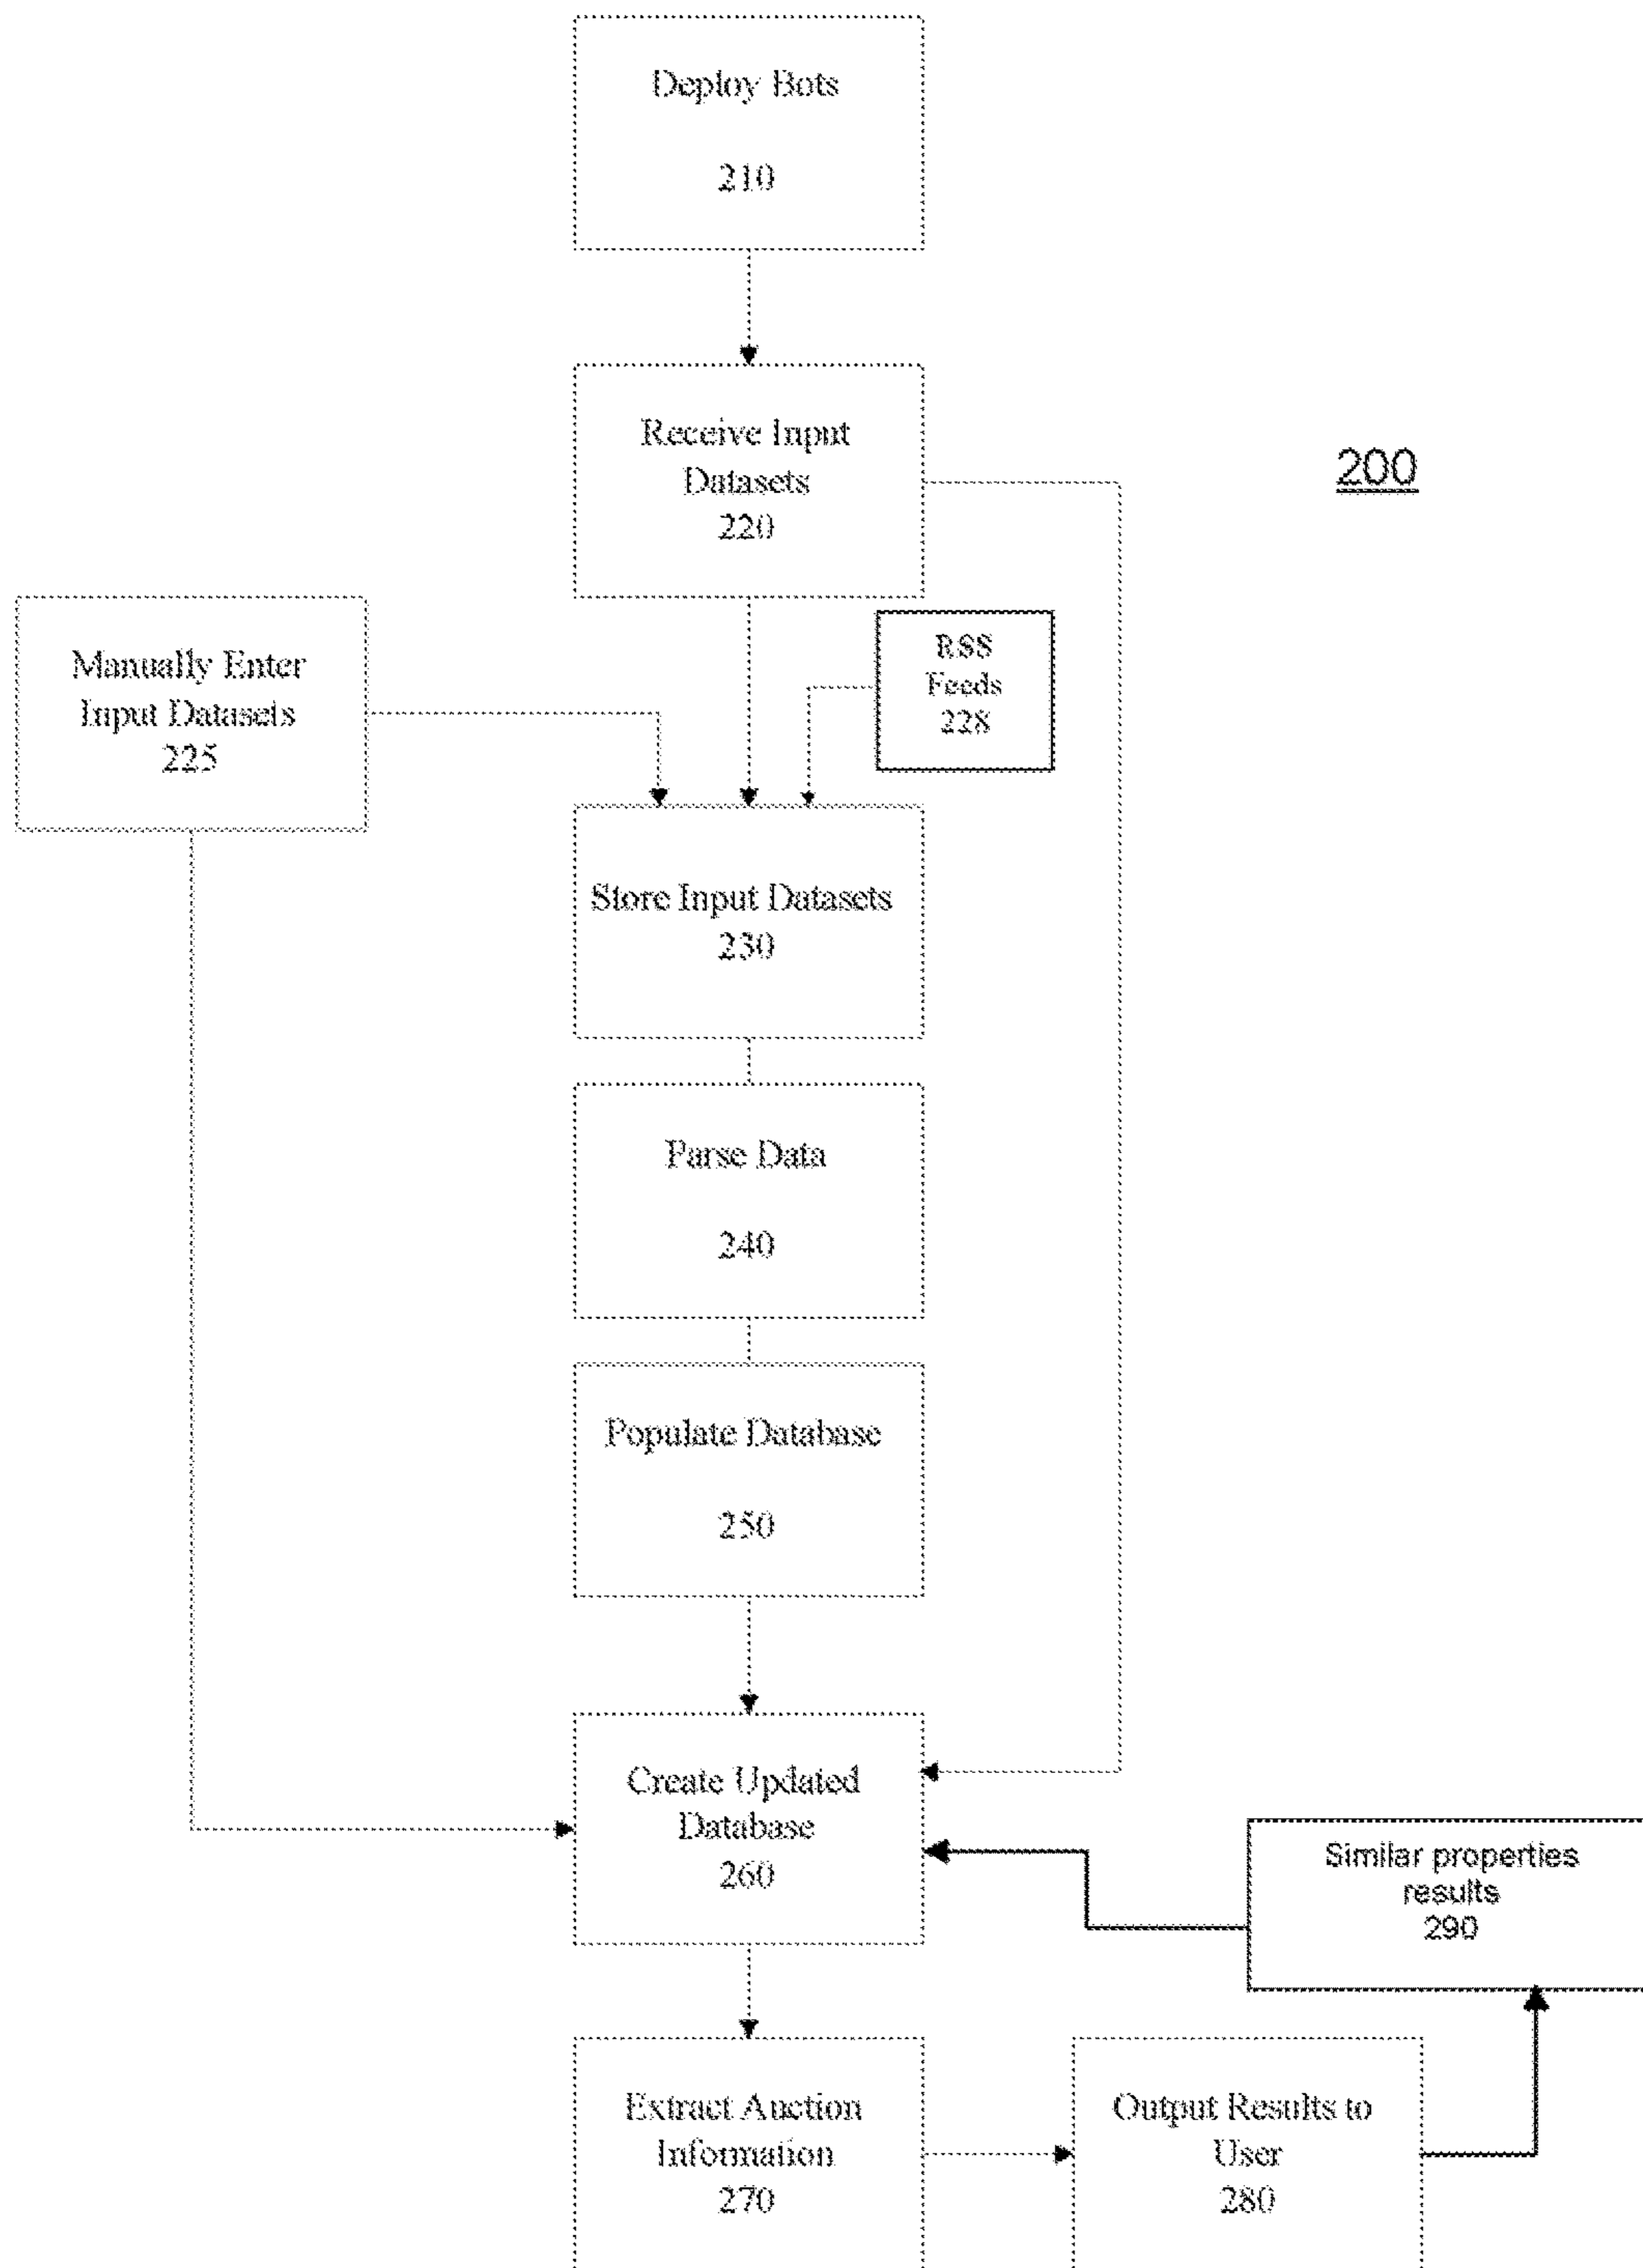 Deploy Bots
210
Receive Input
Datasets
220
200
Manually Enter
Input Datasets
225
RSS
Feeds
228
Store Input Datasets
230
Parse Data
240
Populate Database
250
Create Updated
Database
260
Similar properties
results
290
Extract Auction
Information
270
Output Results to
User
280